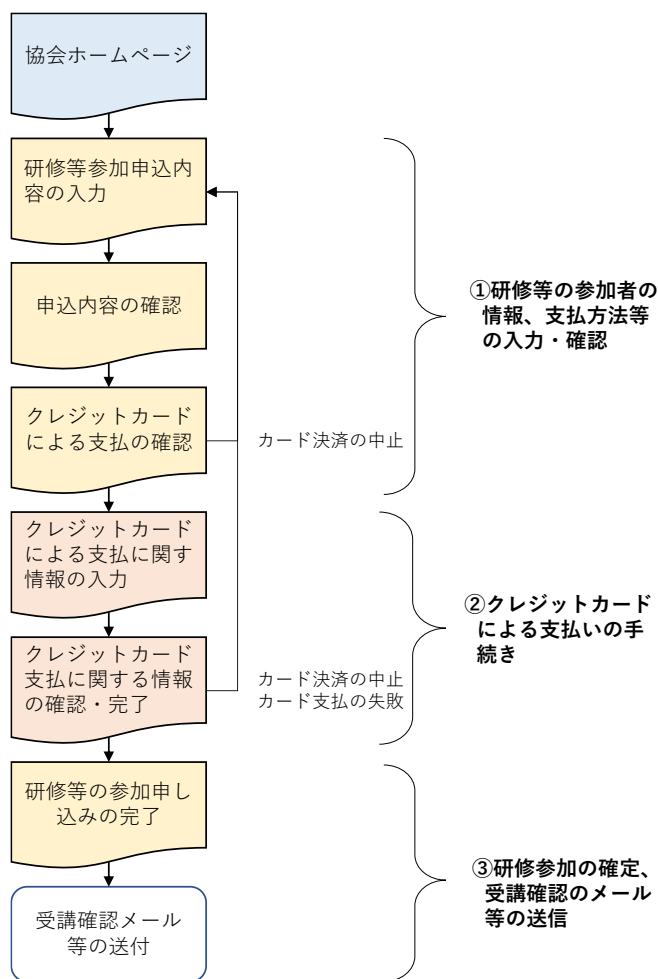 協会ホームページ
研修等参加申込内
容の入力
申込内容の確認
①研修等の参加者の
情報、支払方法等
の入力・確認
クレジットカード
による支払の確認
カード決済の中止
クレジットカード
による支払に関す
情報の入力
②クレジットカード
による支払いの手
続き
クレジットカード
支払に関する情報
の確認・完了
カード決済の中止
カード支払の失敗
研修等の参加申し
込みの完了
③研修参加の確定、
受講確認のメール
等の送信
受講確認メール
等の送付